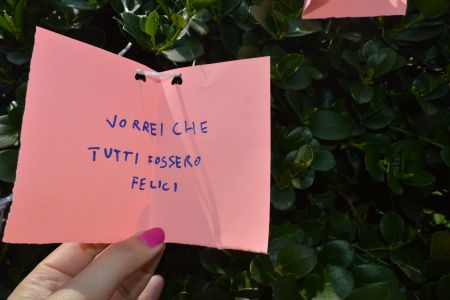 VORREI CHE
TUTTI FOSSERO
FELICI